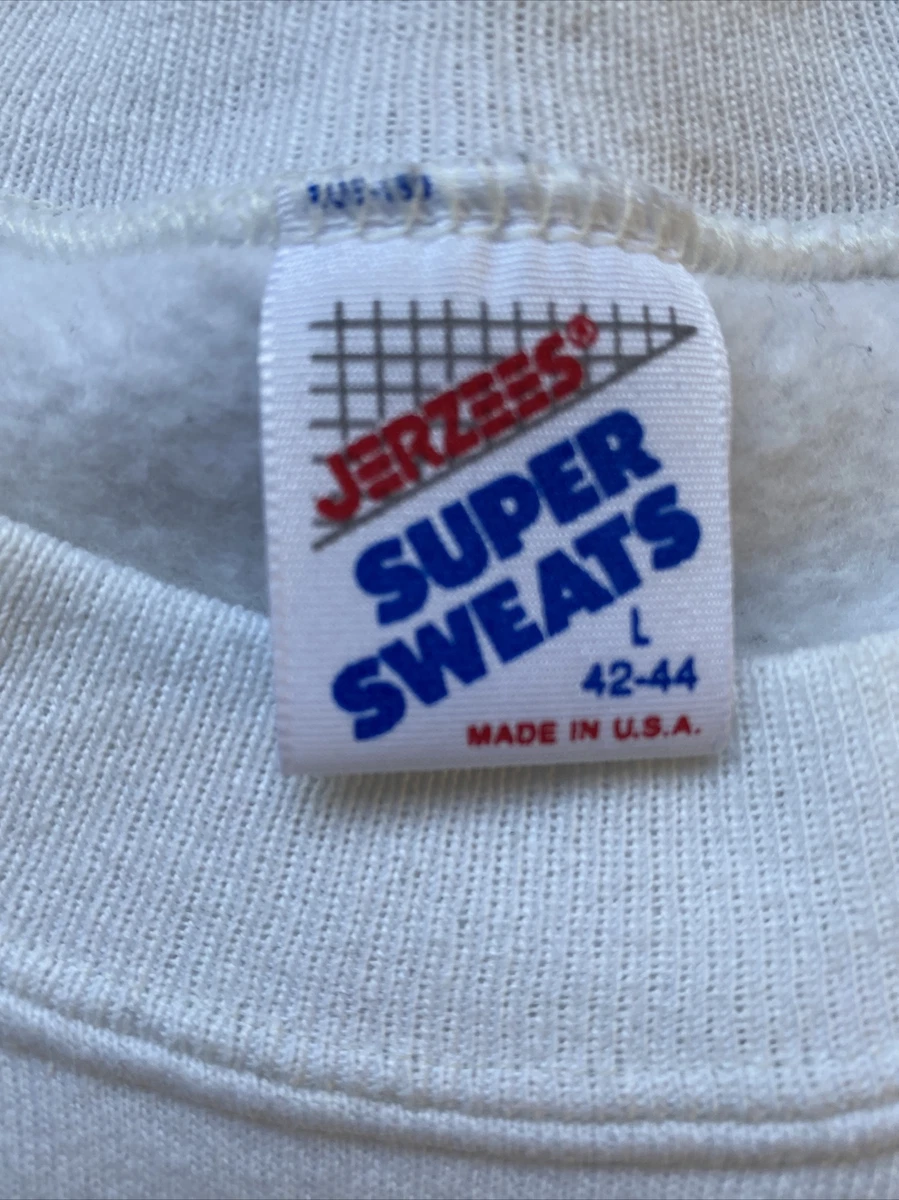 JERZEES®
SUPER
SWEATS
L
42-44
MADE IN U.S.A.